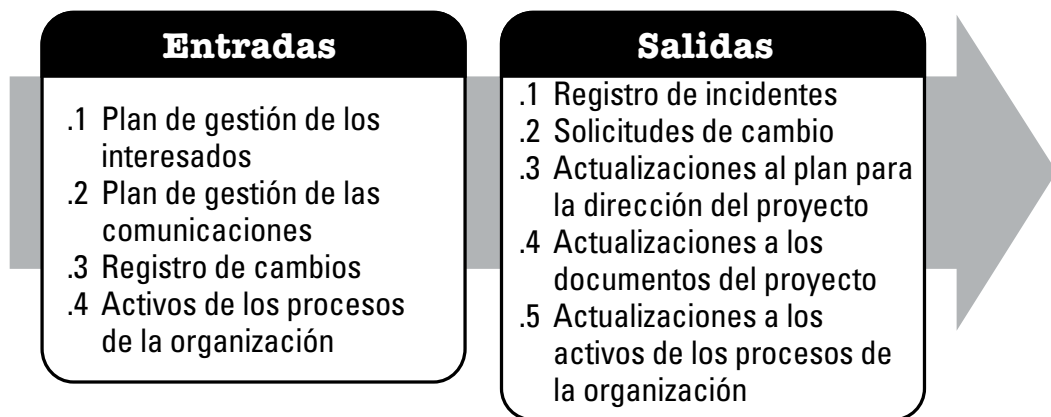 Entradas
.1 Plan de gestión de los
interesados
.2 Plan de gestión de las
comunicaciones
.3 Registro de cambios
.4 Activos de los procesos
de la organización
Salidas
.1 Registro de incidentes
.2 Solicitudes de cambio
.3 Actualizaciones al plan para
la dirección del proyecto
.4 Actualizaciones a los
documentos del proyecto
.5 Actualizaciones a los
activos de los procesos de
la organización